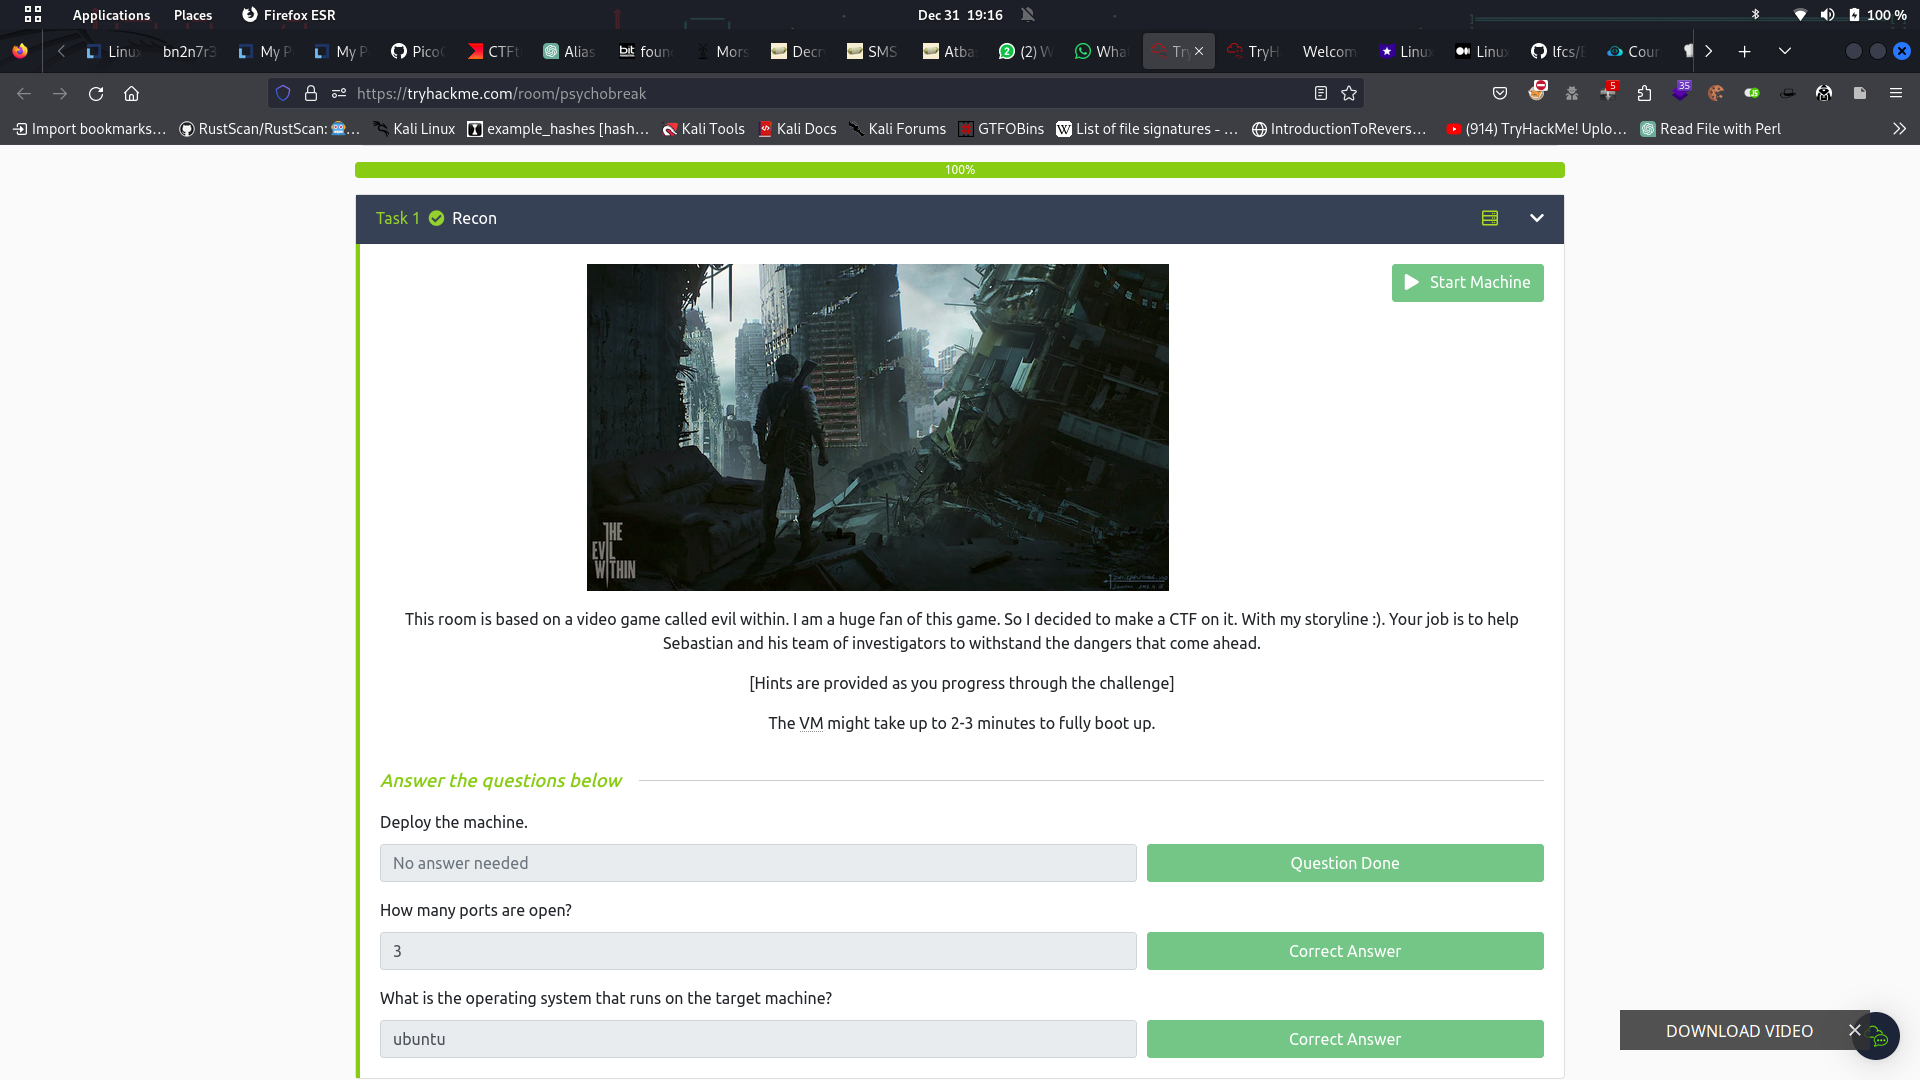 Applications Places Firefox ESR Dec 31 19:16 100 %
Linux bn2n7r3 My P My P Pico CTFt Alias bit foun Mors Decr SMS Atba (2) W What Try TryH Welcom Linux Linux lfcs/ Cour
https://tryhackme.com/room/psychobreak 5 35
Import bookmarks... RustScan/RustScan: ... Kali Linux example_hashes [hash... Kali Tools Kali Docs Kali Forums GTFOBins List of file signatures - ... IntroductionToRevers... (914) TryHackMe! Uplo... Read File with Perl
100%
Task 1 Recon
Start Machine
THE
EVIL
WITHIN
This room is based on a video game called evil within. I am a huge fan of this game. So I decided to make a CTF on it. With my storyline :). Your job is to help
Sebastian and his team of investigators to withstand the dangers that come ahead.
[Hints are provided as you progress through the challenge]
The VM might take up to 2-3 minutes to fully boot up.
Answer the questions below
Deploy the machine.
No answer needed Question Done
How many ports are open?
3 Correct Answer
What is the operating system that runs on the target machine?
ubuntu Correct Answer
DOWNLOAD VIDEO